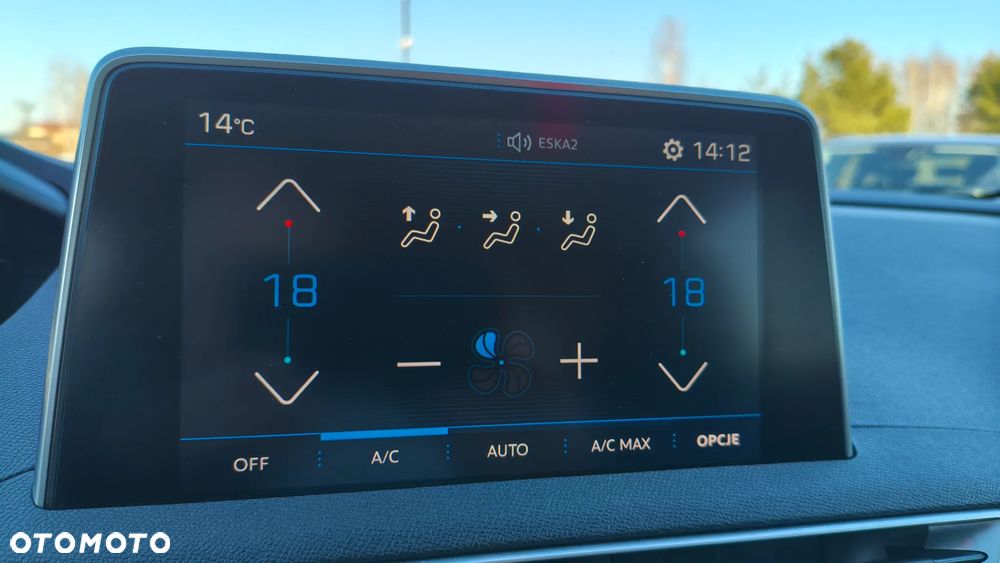 14°C
ESKA2
14:12
18
18
OFF
A/C
AUTO
A/C MAX
OPCJE
OTOMOTO